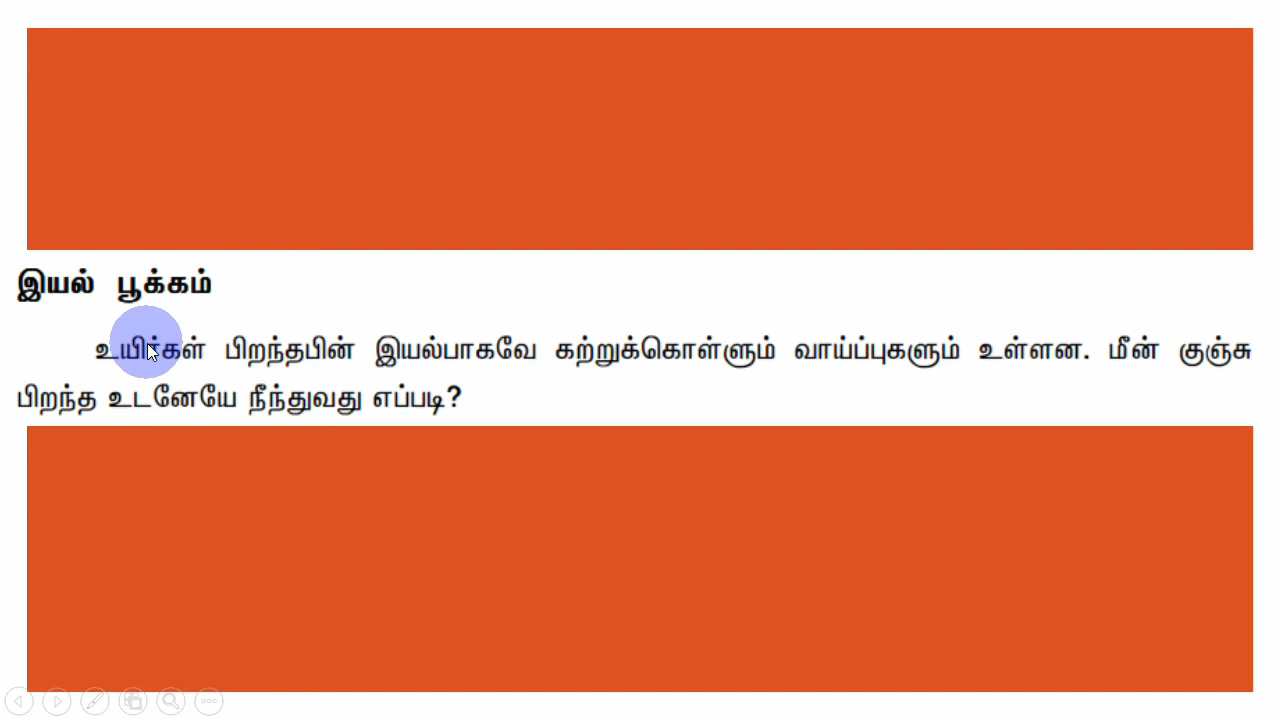 இயல் பூக்கம்
உயிர்கள் பிறந்தபின் இயல்பாகவே கற்றுக்கொள்ளும் வாய்ப்புகளும் உள்ளன. மீன் குஞ்சு
பிறந்த உடனேயே நீந்துவது எப்படி?